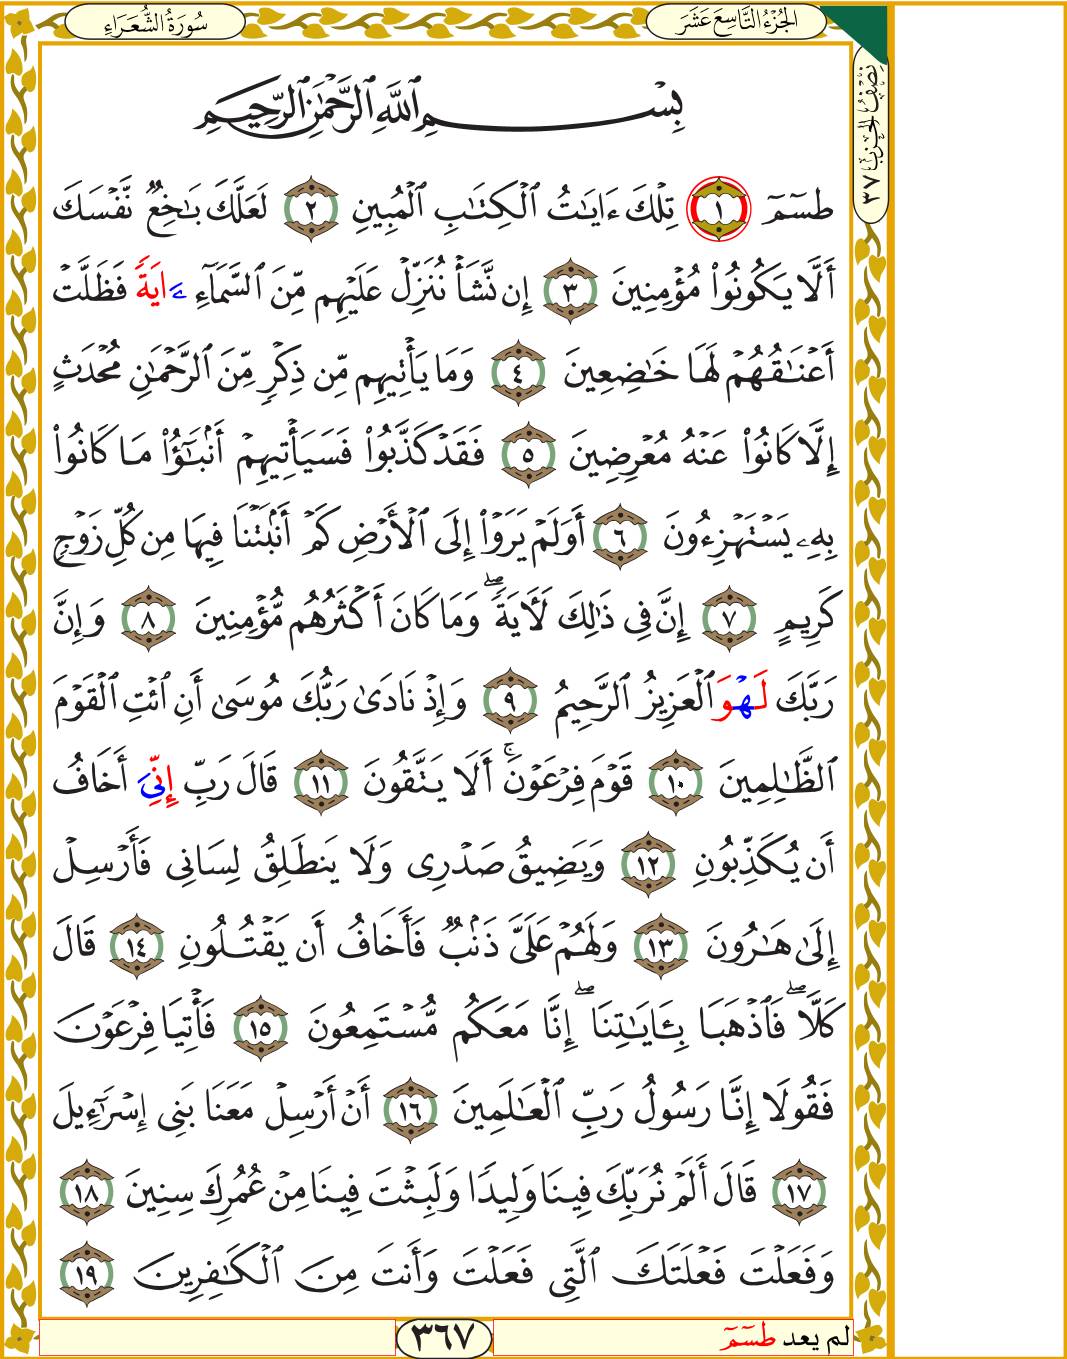 سُورَةُ الشُّعَرَاءِ
الجُزْءُ التَّاسِعَ عَشَرَ
نِصْفُ الحِزْبِ ٣٧
بِسْمِ ٱللَّهِ ٱلرَّحْمَٰنِ ٱلرَّحِيمِ
طسٓمٓ ١ تِلْكَ ءَايَٰتُ ٱلْكِتَٰبِ ٱلْمُبِينِ ٢ لَعَلَّكَ بَٰخِعٌ نَّفْسَكَ
أَلَّا يَكُونُوا۟ مُؤْمِنِينَ ٣ إِن نَّشَأْ نُنَزِّلْ عَلَيْهِم مِّنَ ٱلسَّمَآءِ ءَايَةً فَظَلَّتْ
أَعْنَٰقُهُمْ لَهَا خَٰضِعِينَ ٤ وَمَا يَأْتِيهِم مِّن ذِكْرٍ مِّنَ ٱلرَّحْمَٰنِ مُحْدَثٍ
إِلَّا كَانُوا۟ عَنْهُ مُعْرِضِينَ ٥ فَقَدْ كَذَّبُوا۟ فَسَيَأْتِيهِمْ أَنۢبَٰٓؤُا۟ مَا كَانُوا۟
بِهِۦ يَسْتَهْزِءُونَ ٦ أَوَلَمْ يَرَوْا۟ إِلَى ٱلْأَرْضِ كَمْ أَنۢبَتْنَا فِيهَا مِن كُلِّ زَوْجٍ
كَرِيمٍ ٧ إِنَّ فِى ذَٰلِكَ لَءَايَةً ۖ وَمَا كَانَ أَكْثَرُهُم مُّؤْمِنِينَ ٨ وَإِنَّ
رَبَّكَ لَهْوَ ٱلْعَزِيزُ ٱلرَّحِيمُ ٩ وَإِذْ نَادَىٰ رَبُّكَ مُوسَىٰٓ أَنِ ٱئْتِ ٱلْقَوْمَ
ٱلظَّٰلِمِينَ ١٠ قَوْمَ فِرْعَوْنَ ۚ أَلَا يَتَّقُونَ ١١ قَالَ رَبِّ إِنِّىَ أَخَافُ
أَن يُكَذِّبُونِ ١٢ وَيَضِيقُ صَدْرِى وَلَا يَنطَلِقُ لِسَانِى فَأَرْسِلْ
إِلَىٰ هَٰرُونَ ١٣ وَلَهُمْ عَلَىَّ ذَنۢبٌ فَأَخَافُ أَن يَقْتُلُونِ ١٤ قَالَ
كَلَّا ۖ فَٱذْهَبَا بِـَٔايَٰتِنَآ ۖ إِنَّا مَعَكُم مُّسْتَمِعُونَ ١٥ فَأْتِيَا فِرْعَوْنَ
فَقُولَآ إِنَّا رَسُولُ رَبِّ ٱلْعَٰلَمِينَ ١٦ أَنْ أَرْسِلْ مَعَنَا بَنِىٓ إِسْرَٰٓءِيلَ
١٧ قَالَ أَلَمْ نُرَبِّكَ فِينَا وَلِيدًا وَلَبِثْتَ فِينَا مِنْ عُمُرِكَ سِنِينَ ١٨
وَفَعَلْتَ فَعْلَتَكَ ٱلَّتِى فَعَلْتَ وَأَنتَ مِنَ ٱلْكَٰفِرِينَ ١٩
لم يعد طسٓمٓ
٣٦٧